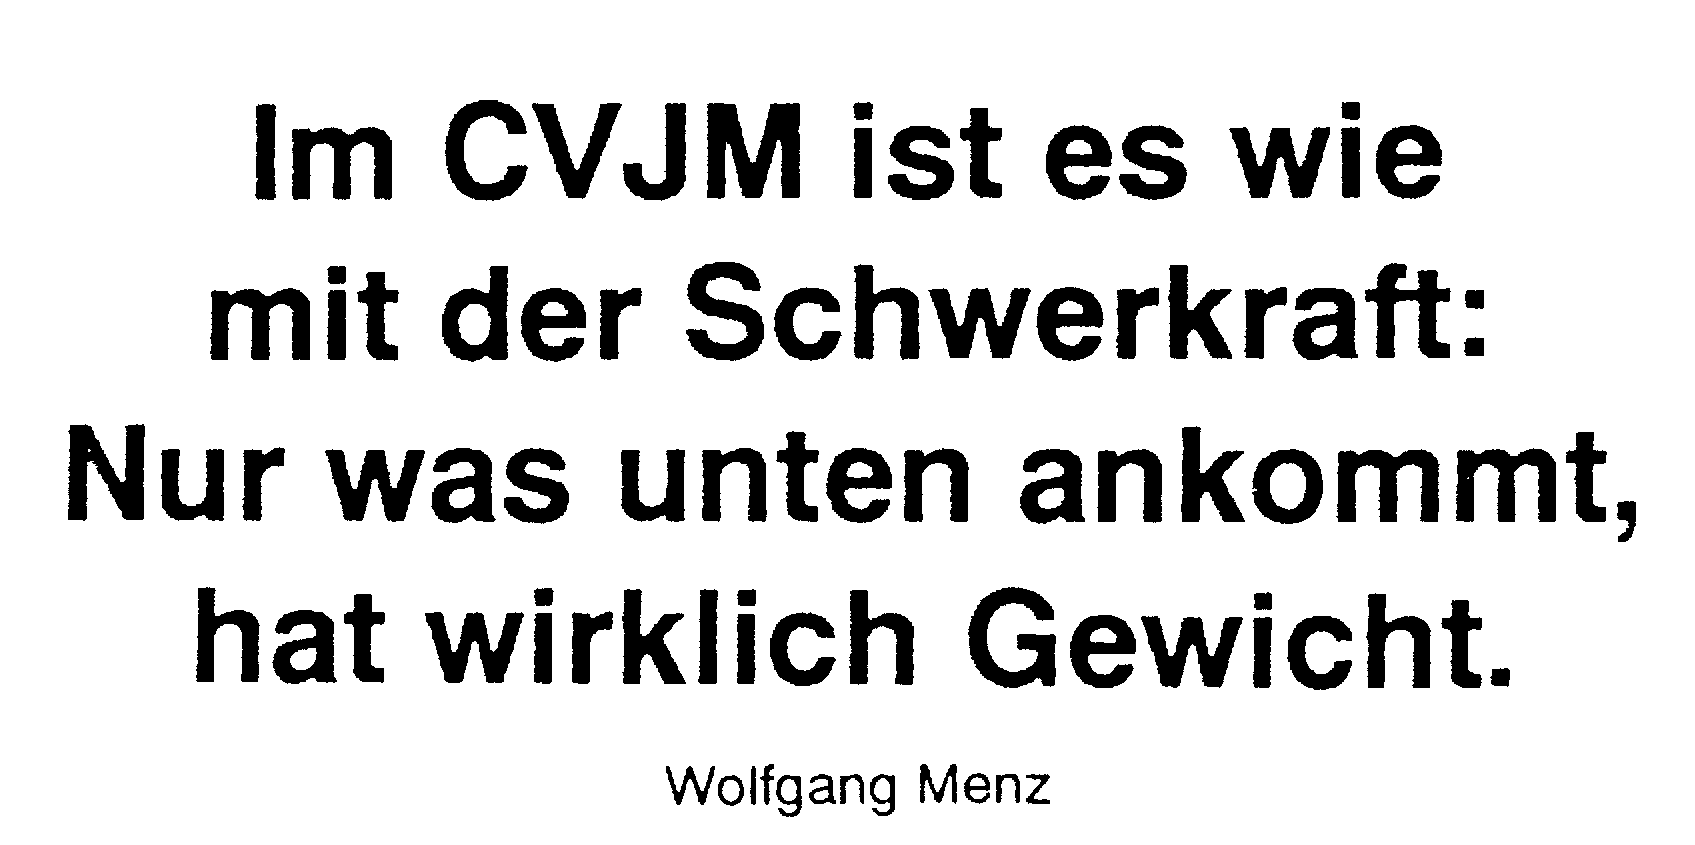 Im CVJM ist es wie
mit der Schwerkraft:
Nur was unten ankommt,
hat wirklich Gewicht.
Wolfgang Menz